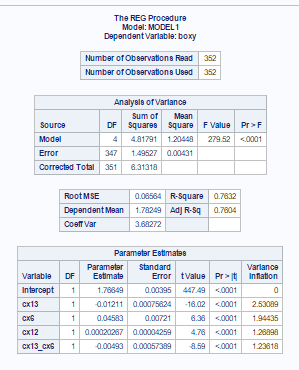 The REG Procedure
Model: MODEL1
Dependent Variable: boxy
Number of Observations Read 352
Number of Observations Used 352
Analysis of Variance
Source DF Sum of Squares Mean Square F Value Pr > F
Model 4 4.81791 1.20448 279.52 <.0001
Error 347 1.49527 0.00431
Corrected Total 351 6.31318
Root MSE 0.06564 R-Square 0.7632
Dependent Mean 1.78249 Adj R-Sq 0.7604
Coeff Var 3.68272
Parameter Estimates
Variable DF Parameter Estimate Standard Error t Value Pr > |t| Variance Inflation
Intercept 1 1.76649 0.00395 447.49 <.0001 0
cx13 1 -0.01211 0.00075624 -16.02 <.0001 2.53089
cx6 1 0.04583 0.00721 6.36 <.0001 1.94435
cx12 1 0.00020267 0.00004259 4.76 <.0001 1.26898
cx13_cx6 1 -0.00493 0.00057389 -8.59 <.0001 1.23618